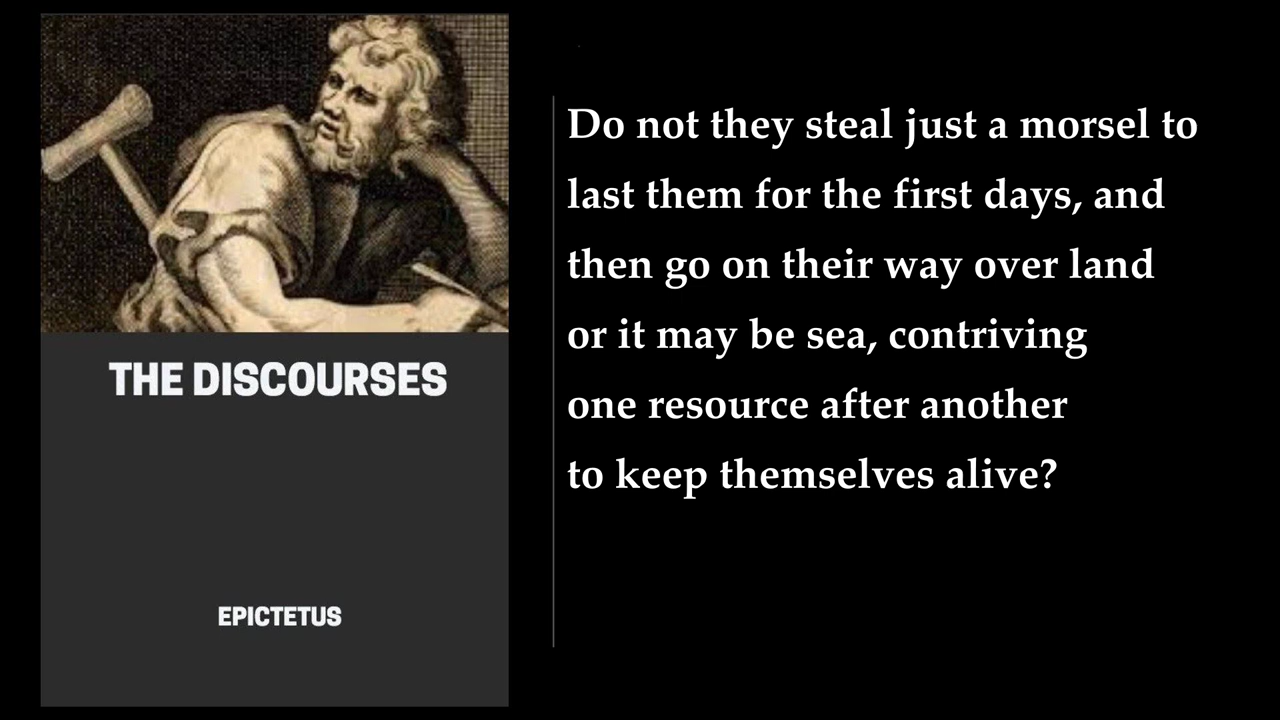 THE DISCOURSES
EPICTETUS
Do not they steal just a morsel to
last them for the first days, and
then go on their way over land
or it may be sea, contriving
one resource after another
to keep themselves alive?